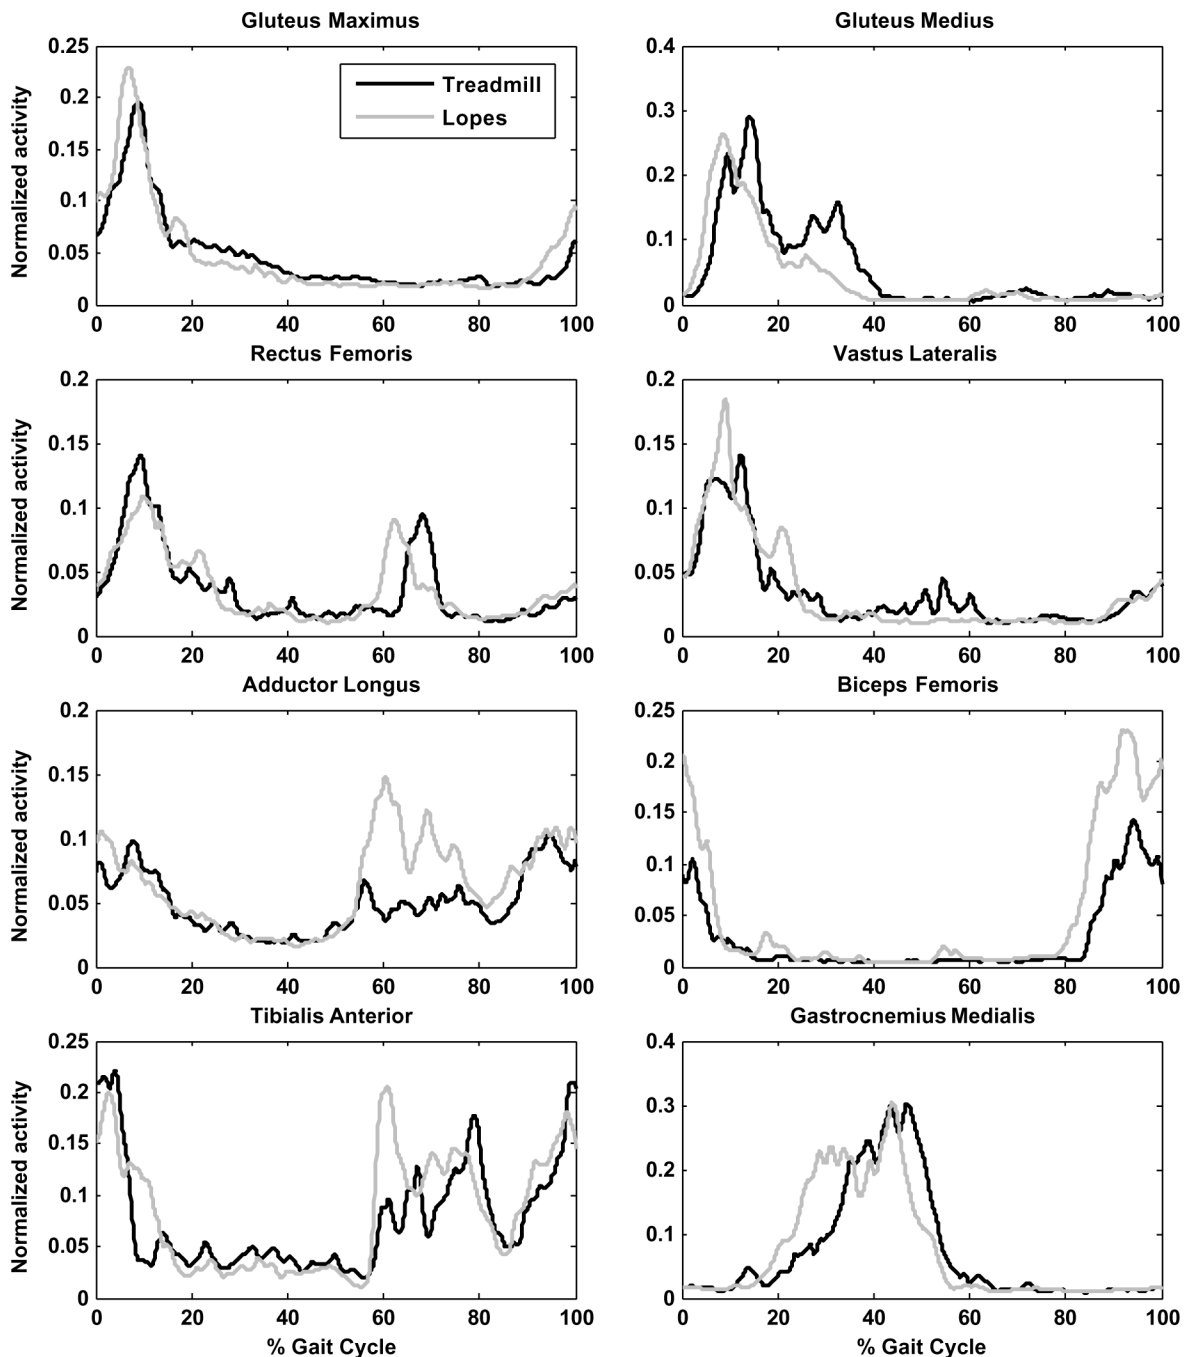 Gluteus Maximus
Gluteus Medius
0.25
0.2
0.15
0.1
0.05
0
Normalized activity
Treadmill
Lopes
0 20 40 60 80 100
0.4
0.3
0.2
0.1
0
0 20 40 60 80 100
Rectus Femoris
Vastus Lateralis
0.2
0.15
0.1
0.05
0
Normalized activity
0 20 40 60 80 100
0.2
0.15
0.1
0.05
0
0 20 40 60 80 100
Adductor Longus
Biceps Femoris
0.2
0.15
0.1
0.05
0
Normalized activity
0 20 40 60 80 100
0.25
0.2
0.15
0.1
0.05
0
0 20 40 60 80 100
Tibialis Anterior
Gastrocnemius Medialis
0.25
0.2
0.15
0.1
0.05
0
Normalized activity
0 20 40 60 80 100
% Gait Cycle
0.4
0.3
0.2
0.1
0
0 20 40 60 80 100
% Gait Cycle